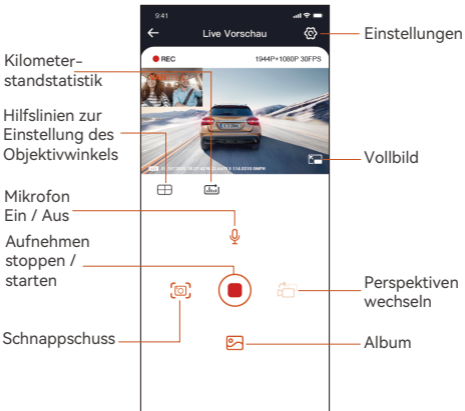 9:41
Live Vorschau
REC
1944P+1080P 30FPS
Einstellungen
Kilometer-
standstatistik
Hilfslinien zur
Einstellung des
Objektivwinkels
Vollbild
Mikrofon
Ein / Aus
Aufnehmen
stoppen /
starten
Perspektiven
wechseln
Schnappschuss
Album